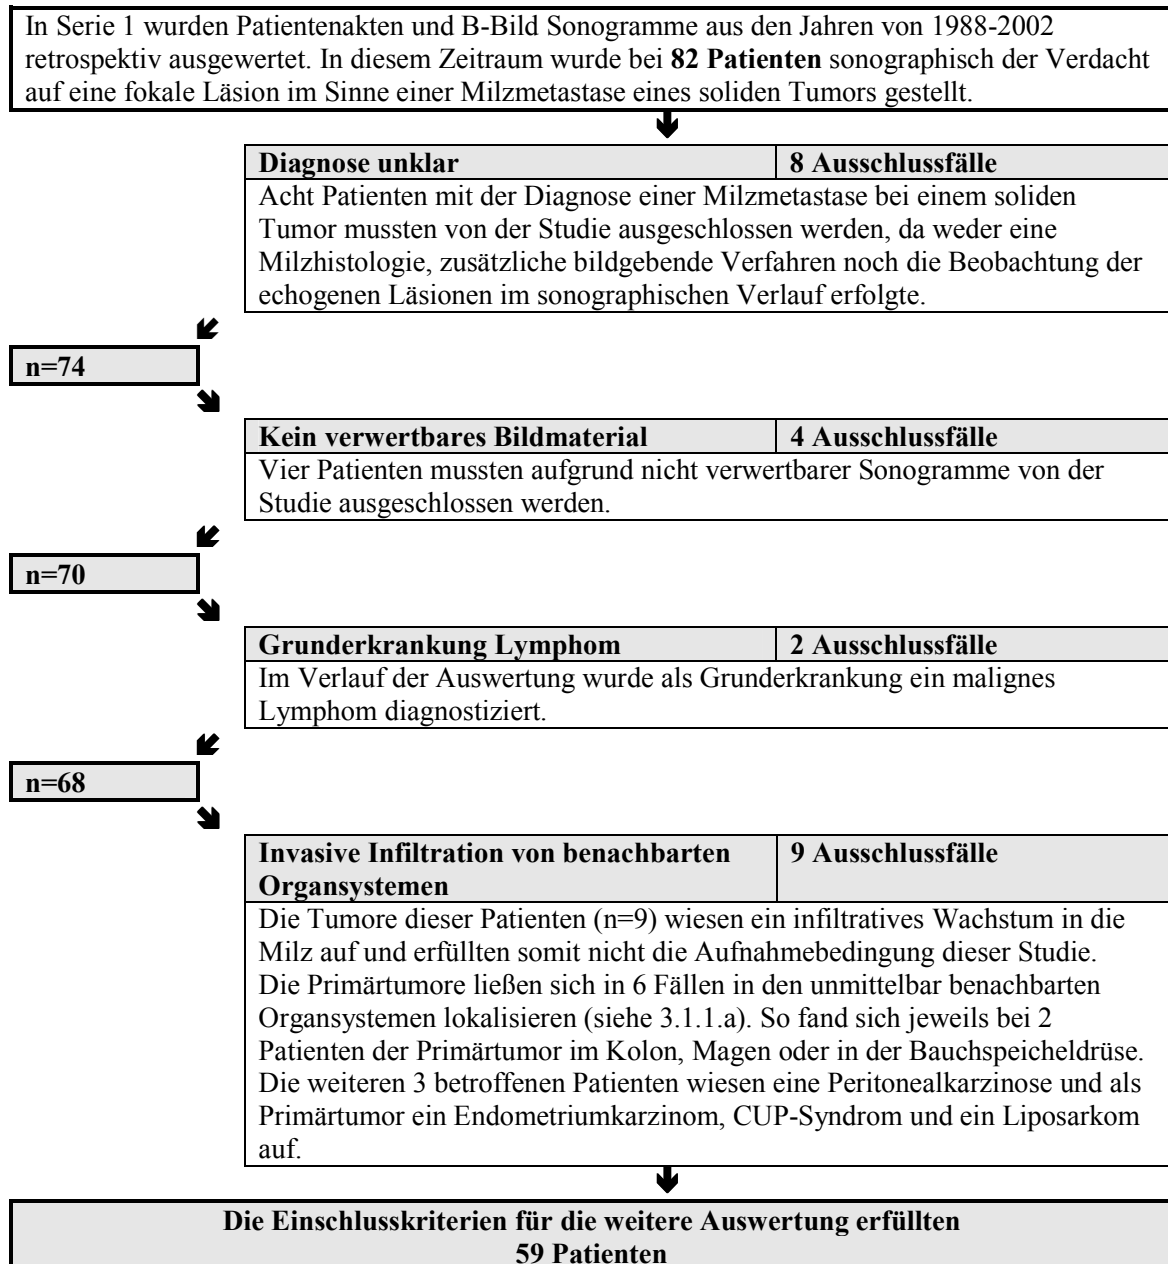 In Serie 1 wurden Patientenakten und B-Bild Sonogramme aus den Jahren von 1988-2002
retrospektiv ausgewertet. In diesem Zeitraum wurde bei 82 Patienten sonographisch der Verdacht
auf eine fokale Läsion im Sinne einer Milzmetastase eines soliden Tumors gestellt.
Diagnose unklar 8 Ausschlussfälle
Acht Patienten mit der Diagnose einer Milzmetastase bei einem soliden
Tumor mussten von der Studie ausgeschlossen werden, da weder eine
Milzhistologie, zusätzliche bildgebende Verfahren noch die Beobachtung der
echogenen Läsionen im sonographischen Verlauf erfolgte.
n=74
Kein verwertbares Bildmaterial 4 Ausschlussfälle
Vier Patienten mussten aufgrund nicht verwertbarer Sonogramme von der
Studie ausgeschlossen werden.
n=70
Grunderkrankung Lymphom 2 Ausschlussfälle
Im Verlauf der Auswertung wurde als Grunderkrankung ein malignes
Lymphom diagnostiziert.
n=68
Invasive Infiltration von benachbarten 9 Ausschlussfälle
Organsystemen
Die Tumore dieser Patienten (n=9) wiesen ein infiltratives Wachstum in die
Milz auf und erfüllten somit nicht die Aufnahmebedingung dieser Studie.
Die Primärtumore ließen sich in 6 Fällen in den unmittelbar benachbarten
Organsystemen lokalisieren (siehe 3.1.1.a). So fand sich jeweils bei 2
Patienten der Primärtumor im Kolon, Magen oder in der Bauchspeicheldrüse.
Die weiteren 3 betroffenen Patienten wiesen eine Peritonealkarzinose und als
Primärtumor ein Endometriumkarzinom, CUP-Syndrom und ein Liposarkom
auf.
Die Einschlusskriterien für die weitere Auswertung erfüllten
59 Patienten